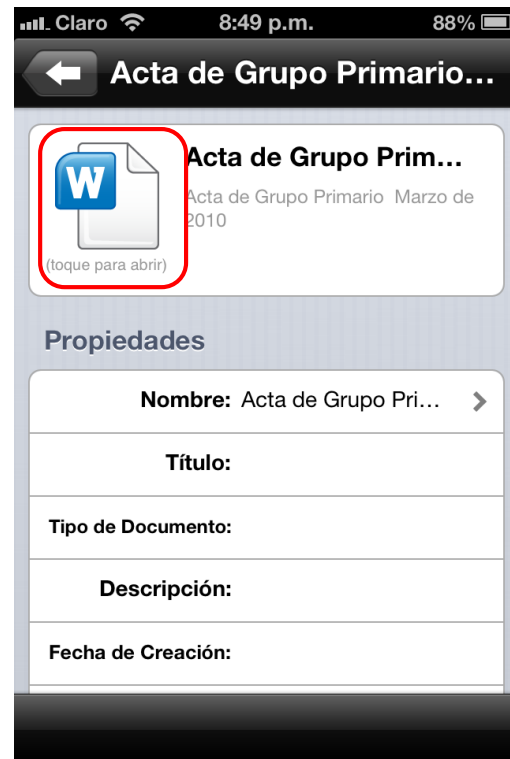 Claro 8:49 p.m. 88%
Acta de Grupo Primario...
W
Acta de Grupo Prim...
Acta de Grupo Primario Marzo de
2010
(toque para abrir)
Propiedades
Nombre: Acta de Grupo Pri...
Título:
Tipo de Documento:
Descripción:
Fecha de Creación: